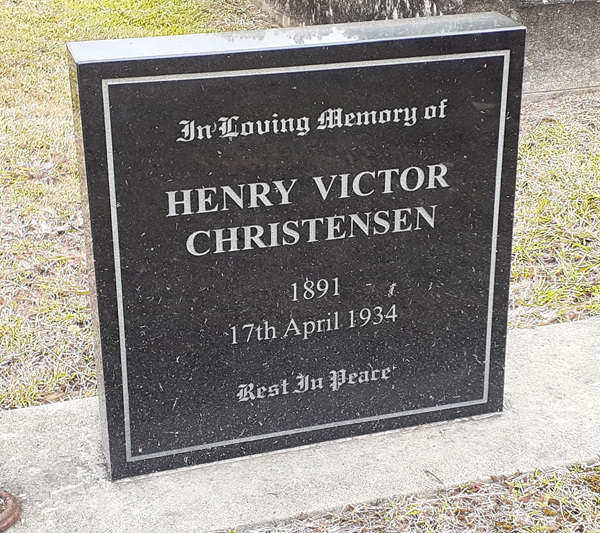 In Loving Memory of
HENRY VICTOR
CHRISTENSEN
1891
17th April 1934
Rest In Peace